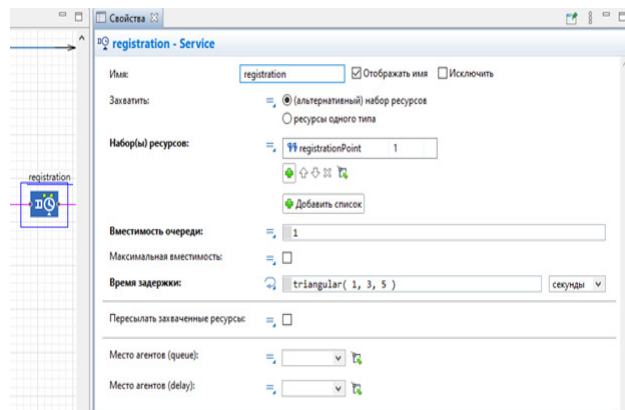 Свойства
registration - Service
Имя: registration Отображать имя Исключить
Захватить: (альтернативный) набор ресурсов
ресурсы одного типа
Набор(ы) ресурсов: registrationPoint 1
registration
Добавить список
Вместимость очереди: 1
Максимальная вместимость:
Время задержки: triangular( 1, 3, 5 ) секунды
Пересылать захваченные ресурсы:
Место агентов (queue):
Место агентов (delay):